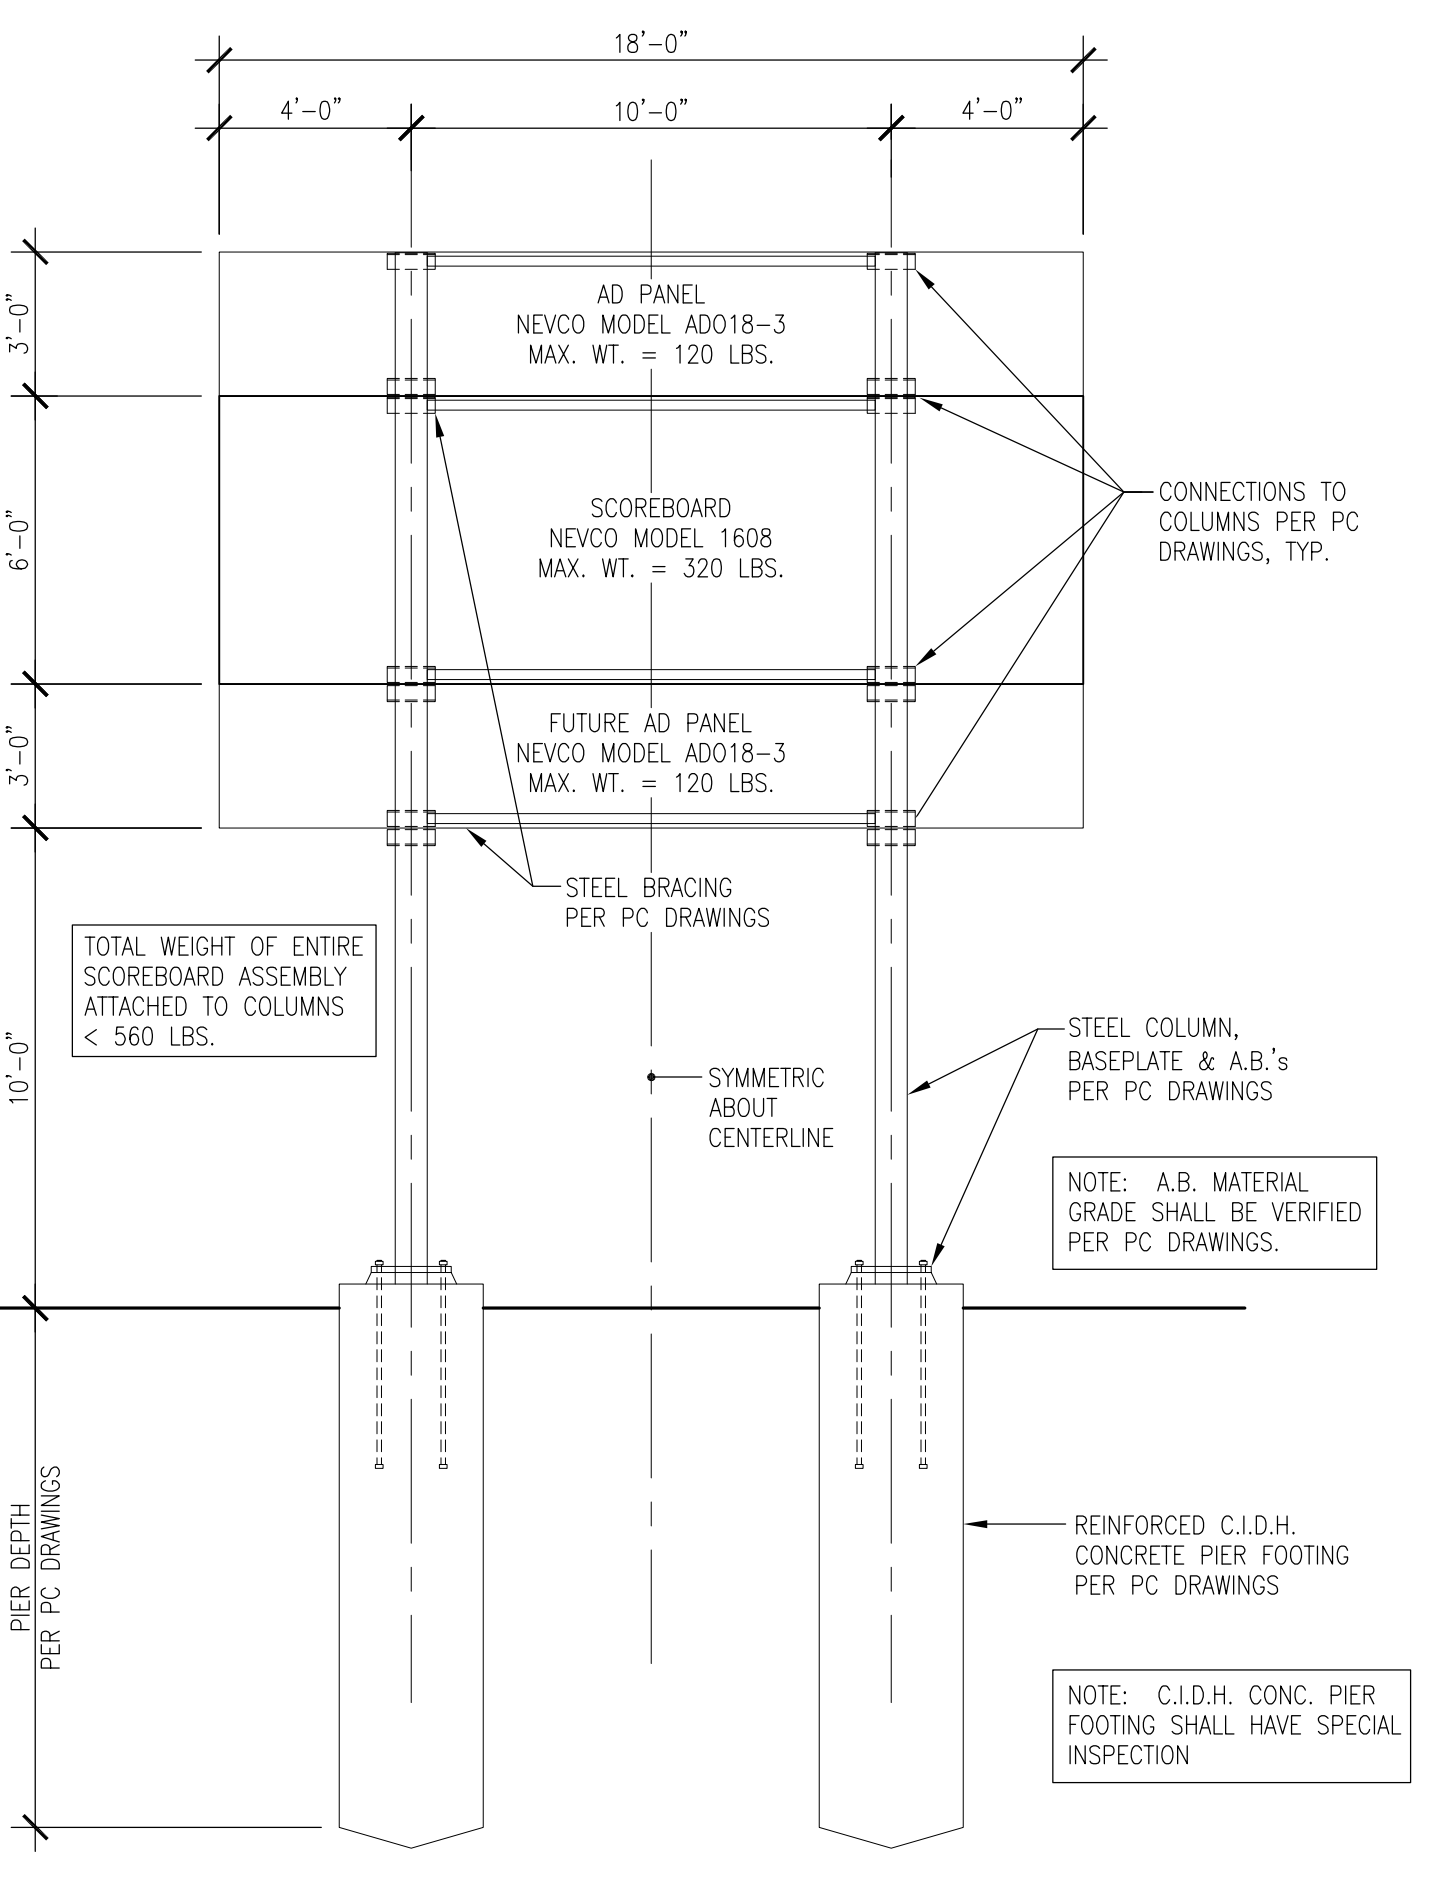 18'-0"
4'-0"
10'-0"
4'-0"
3'-0"
AD PANEL
NEVCO MODEL ADO18-3
MAX. WT. = 120 LBS.
6'-0"
SCOREBOARD
NEVCO MODEL 1608
MAX. WT. = 320 LBS.
CONNECTIONS TO
COLUMNS PER PC
DRAWINGS, TYP.
3'-0"
FUTURE AD PANEL
NEVCO MODEL ADO18-3
MAX. WT. = 120 LBS.
STEEL BRACING
PER PC DRAWINGS
TOTAL WEIGHT OF ENTIRE
SCOREBOARD ASSEMBLY
ATTACHED TO COLUMNS
< 560 LBS.
10'-0"
STEEL COLUMN,
BASEPLATE & A.B.'s
PER PC DRAWINGS
SYMMETRIC
ABOUT
CENTERLINE
NOTE: A.B. MATERIAL
GRADE SHALL BE VERIFIED
PER PC DRAWINGS.
PIER DEPTH
PER PC DRAWINGS
REINFORCED C.I.D.H.
CONCRETE PIER FOOTING
PER PC DRAWINGS
NOTE: C.I.D.H. CONC. PIER
FOOTING SHALL HAVE SPECIAL
INSPECTION